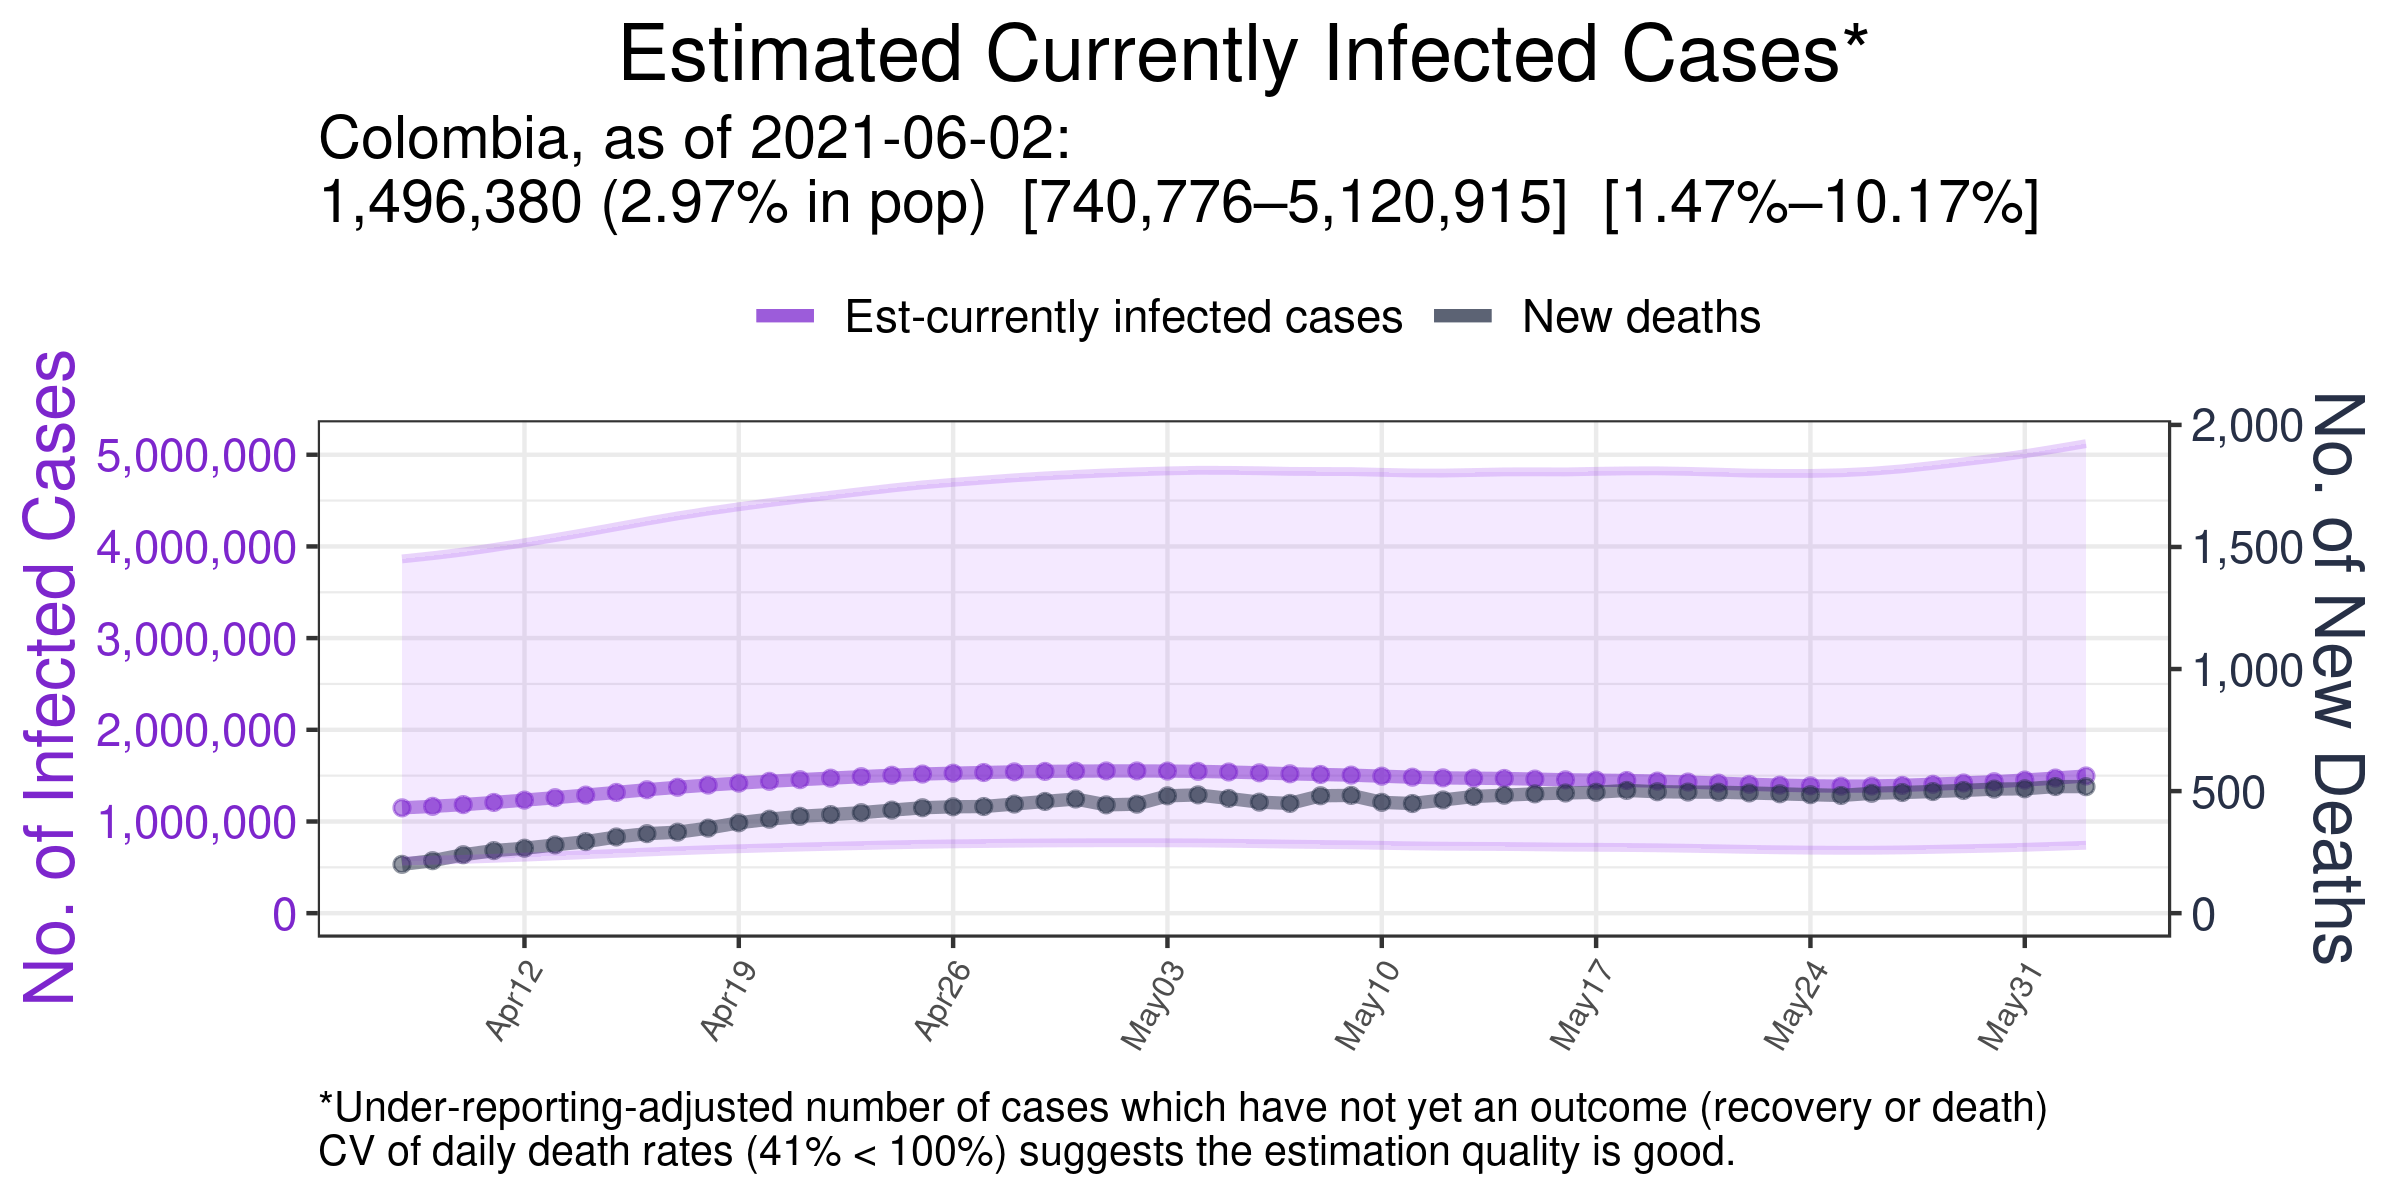 Estimated Currently Infected Cases*
Colombia, as of 2021-06-02:
1,496,380 (2.97% in pop)  [740,776–5,120,915]  [1.47%–10.17%]
Est-currently infected cases
New deaths
No. of Infected Cases
5,000,000
4,000,000
3,000,000
2,000,000
1,000,000
0
2,000
1,500
1,000
500
0
No. of New Deaths
Apr12
Apr19
Apr26
May03
May10
May17
May24
May31
*Under-reporting-adjusted number of cases which have not yet an outcome (recovery or death)
CV of daily death rates (41% < 100%) suggests the estimation quality is good.